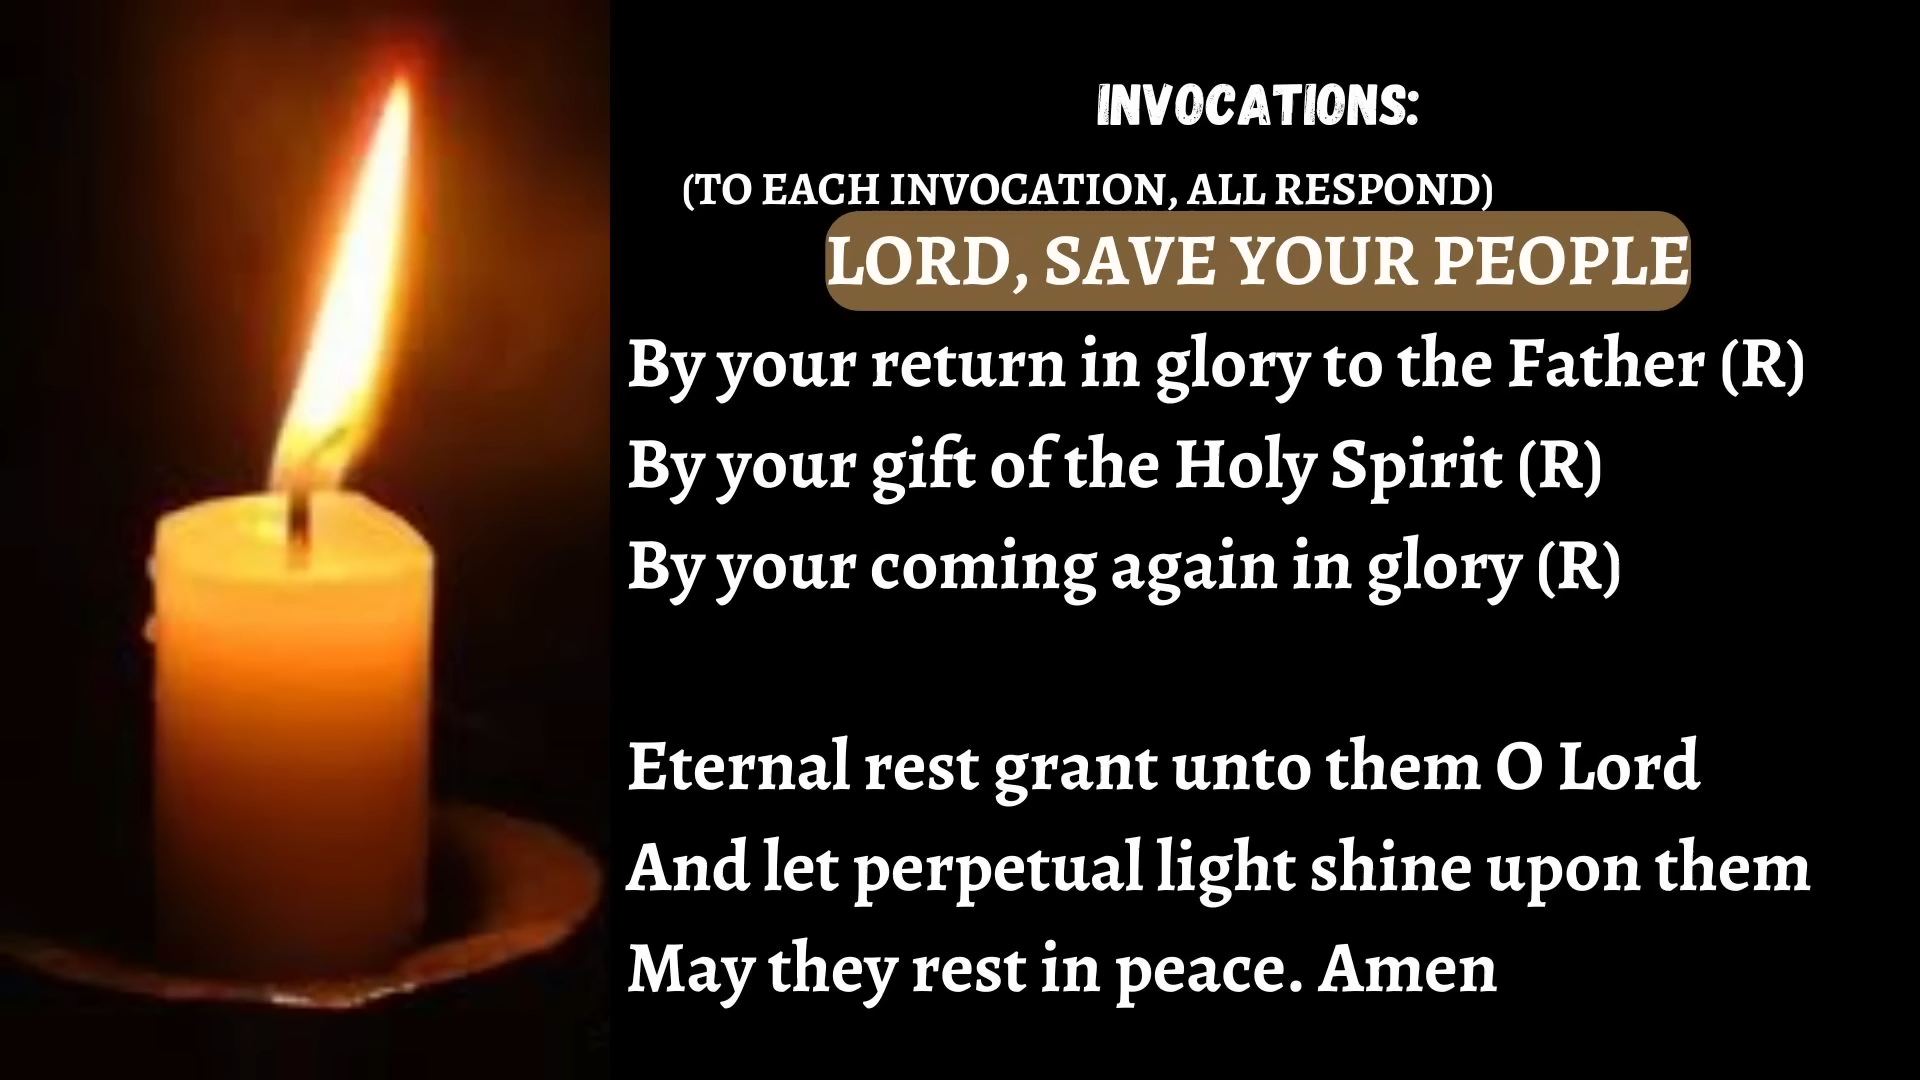 INVOCATIONS:
(TO EACH INVOCATION, ALL RESPOND)
LORD, SAVE YOUR PEOPLE
By your return in glory to the Father (R)
By your gift of the Holy Spirit (R)
By your coming again in glory (R)
Eternal rest grant unto them O Lord
And let perpetual light shine upon them
May they rest in peace. Amen